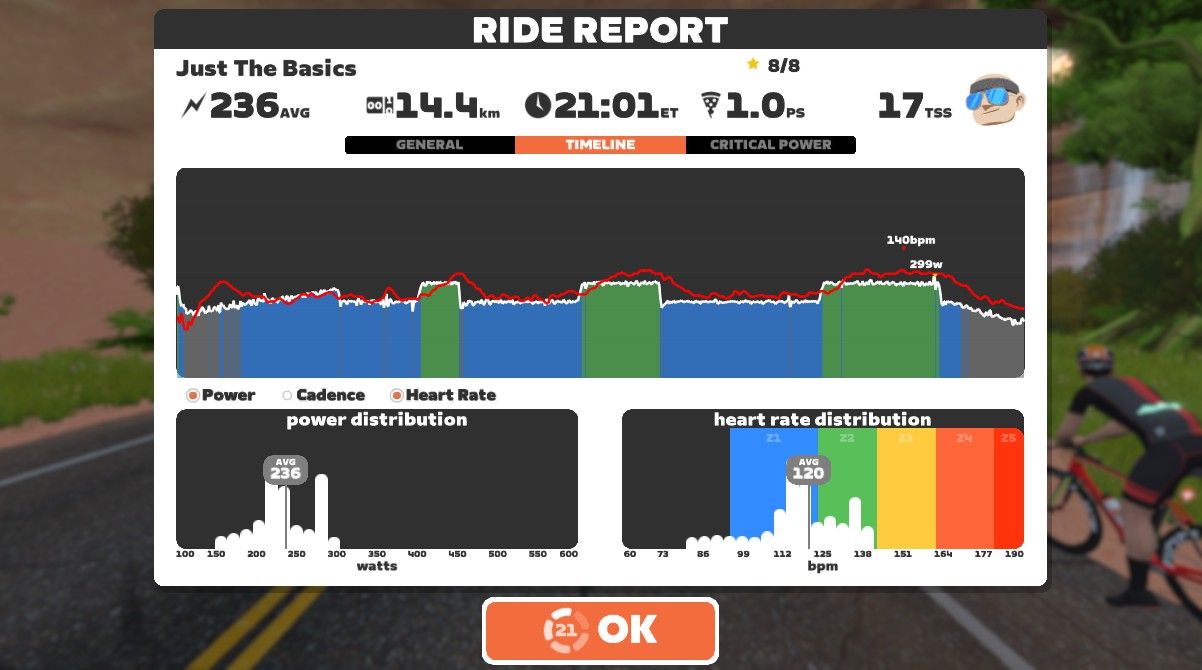 RIDE REPORT
Just The Basics
8/8
236AVG 14.4km 21:01ET 1.0PS 17TSS
GENERAL TIMELINE CRITICAL POWER
140bpm
299w
Power Cadence Heart Rate
power distribution
AVG
236
100 150 200 250 300 350 400 450 500 550 600
watts
heart rate distribution
Z1 Z2 Z3 Z4 Z5
AVG
120
60 73 86 99 112 125 138 151 164 177 190
bpm
21 OK